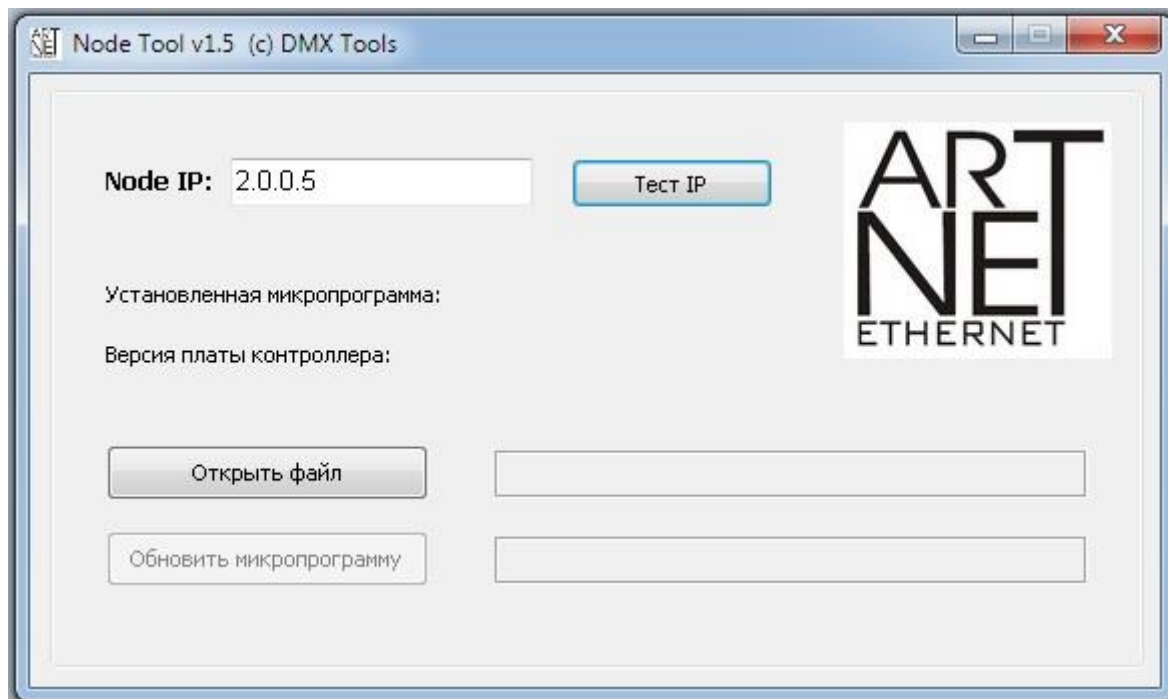 Node Tool v1.5 (c) DMX Tools
Node IP: 2.0.0.5 Тест IP
ART
NET
ETHERNET
Установленная микропрограмма:
Версия платы контроллера:
Открыть файл
Обновить микропрограмму